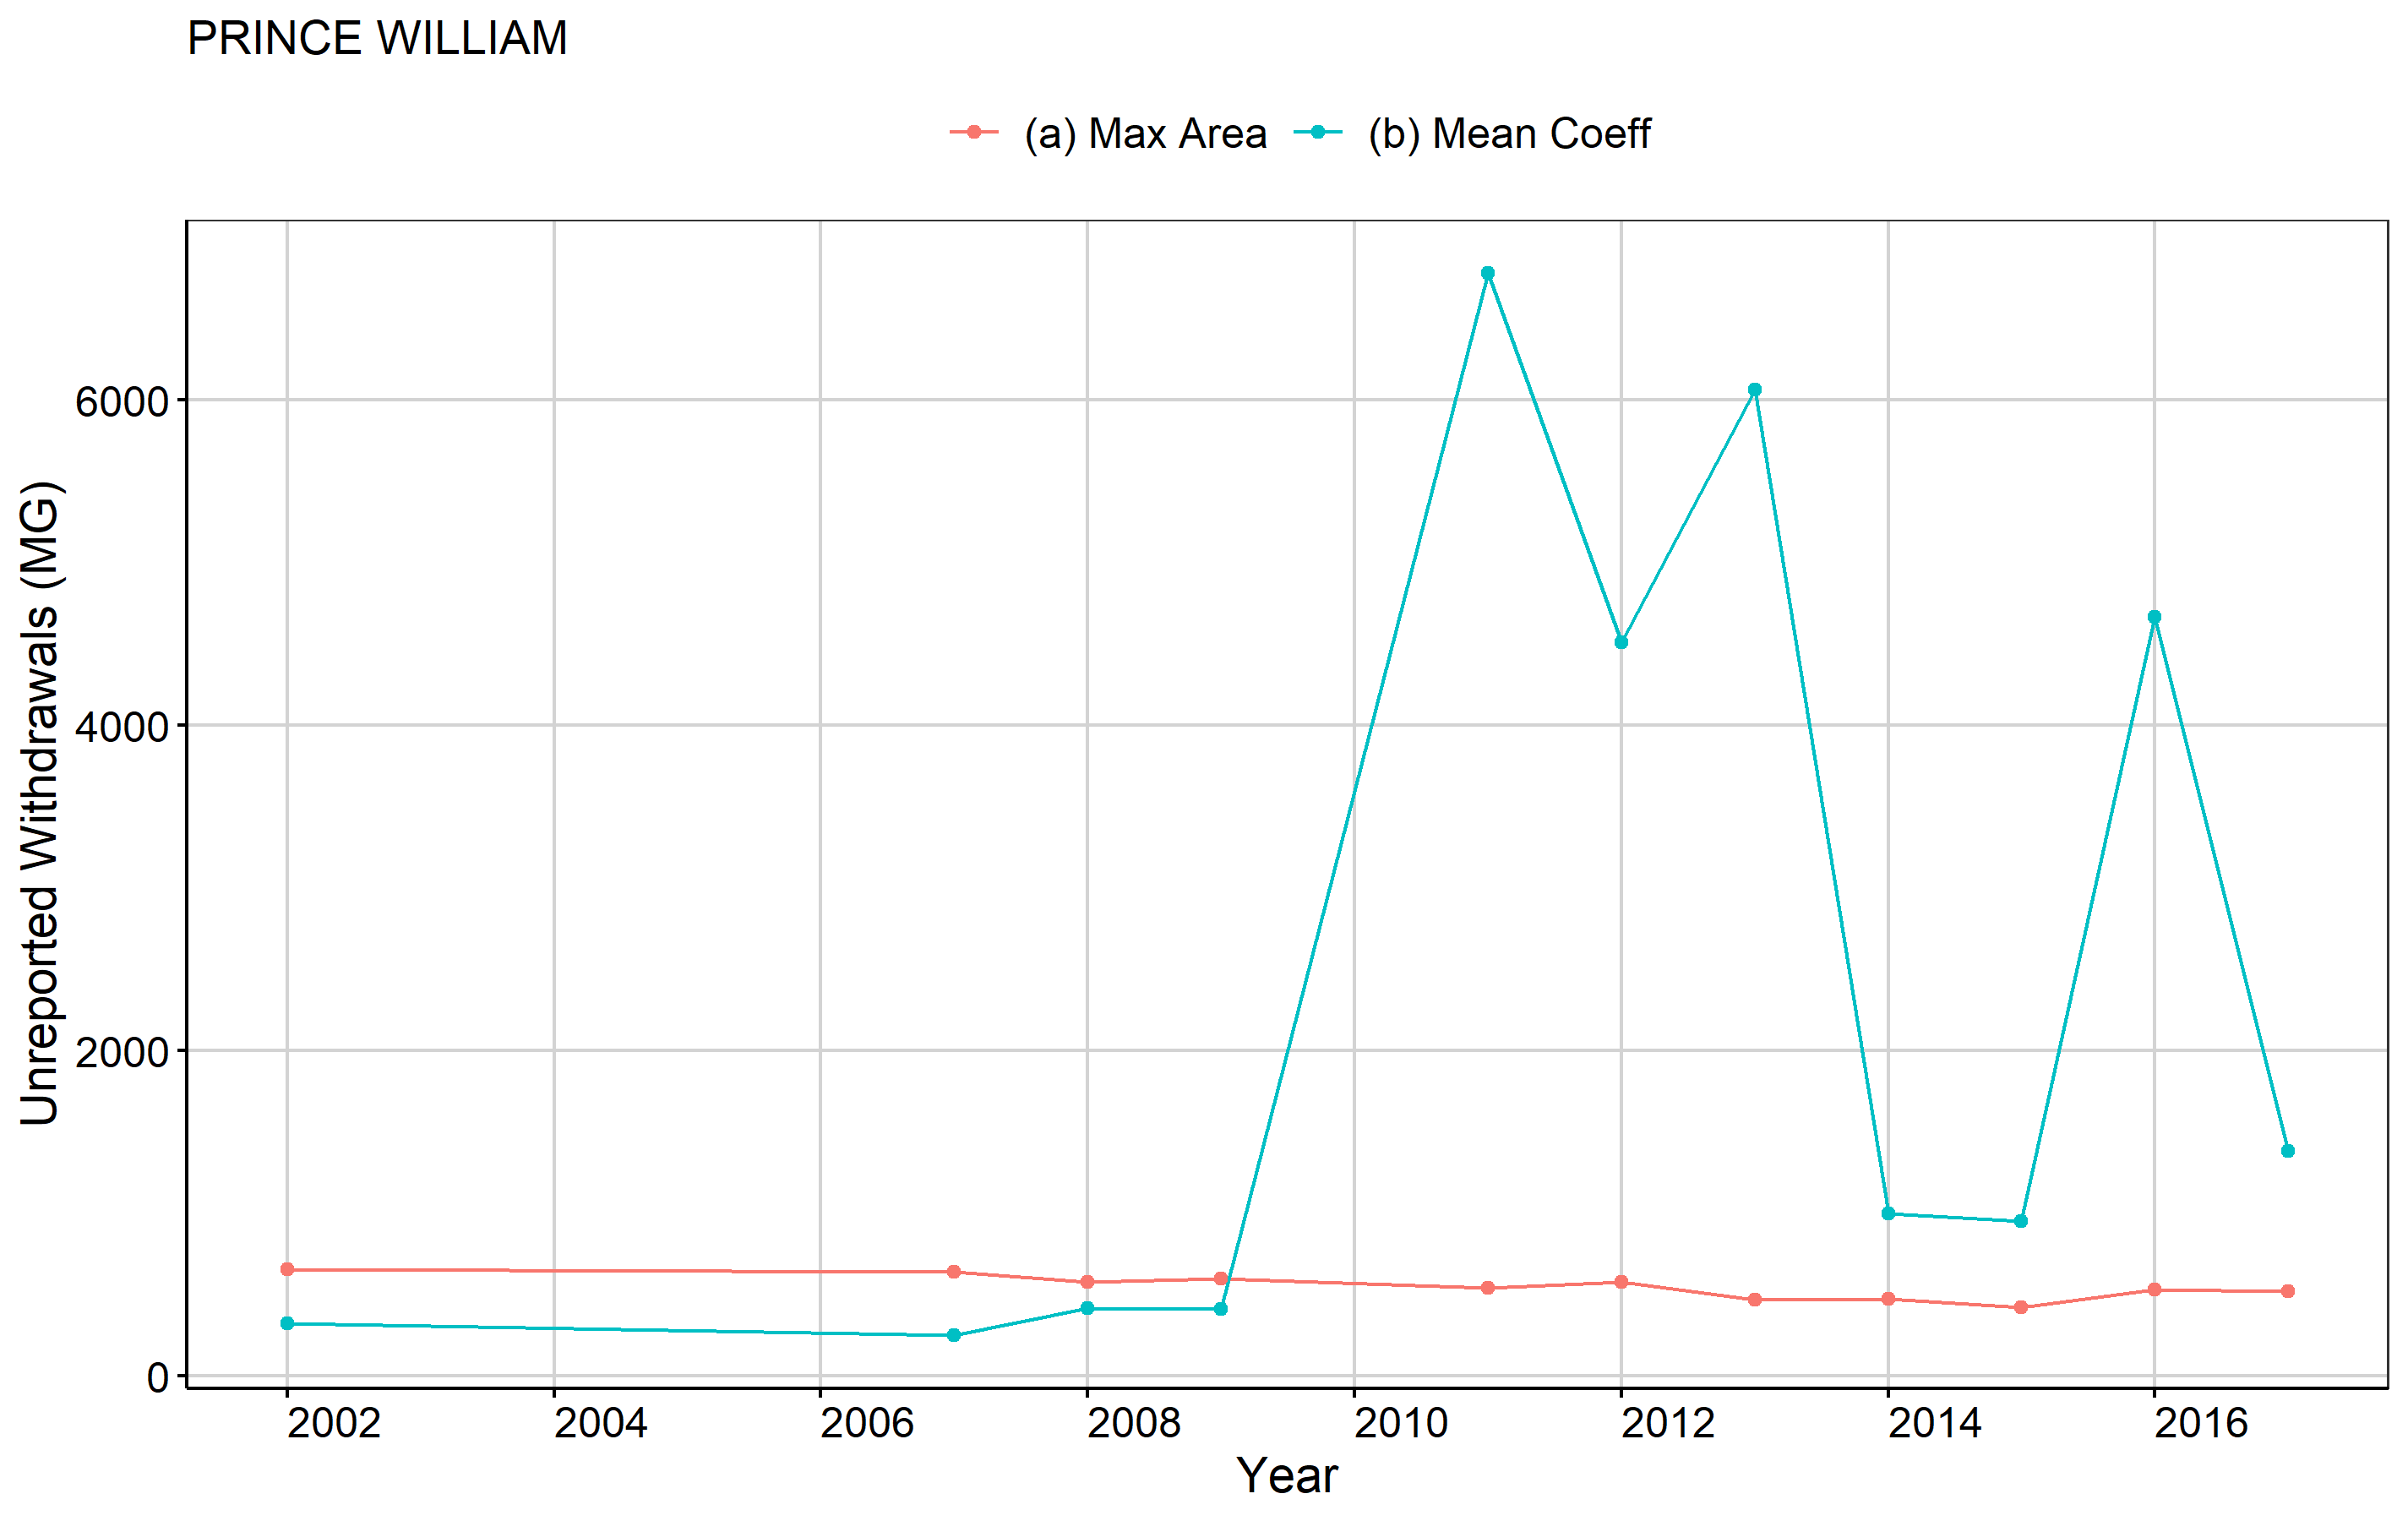 PRINCE WILLIAM
(a) Max Area (b) Mean Coeff
Unreported Withdrawals (MG)
6000
4000
2000
0
2002 2004 2006 2008 2010 2012 2014 2016
Year